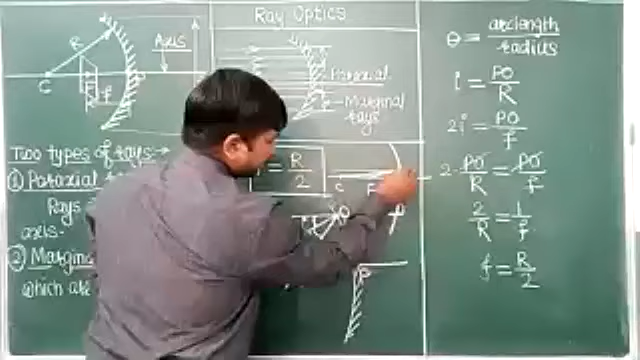 Ray Optics
R
Axis
C
P
f
Two types of rays →
① Paraxial
Rays
axis.
② Margina
which are
Paraxial
Marginal
rays
= R/2
C
F
θ = arclength/radius
i = PO/R
2i = PO/f
2·PO/R = PO/f
2/R = 1/f
f = R/2